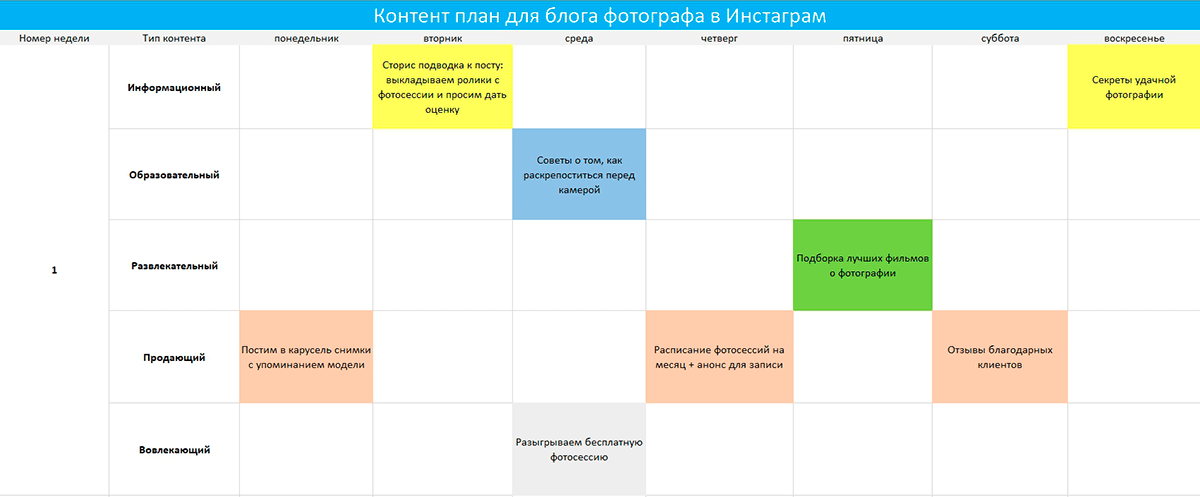 Контент план для блога фотографа в Инстаграм
Номер недели Тип контента понедельник вторник среда четверг пятница суббота воскресенье
Информационный
Сторис подводка к посту:
выкладываем ролики с
фотосессии и просим дать
оценку
Секреты удачной
фотографии
Образовательный
Советы о том, как
раскрепоститься перед
камерой
1
Развлекательный
Подборка лучших фильмов
о фотографии
Продающий
Постим в карусель снимки
с упоминанием модели
Расписание фотосессий на
месяц + анонс для записи
Отзывы благодарных
клиентов
Вовлекающий
Разыгрываем бесплатную
фотосессию